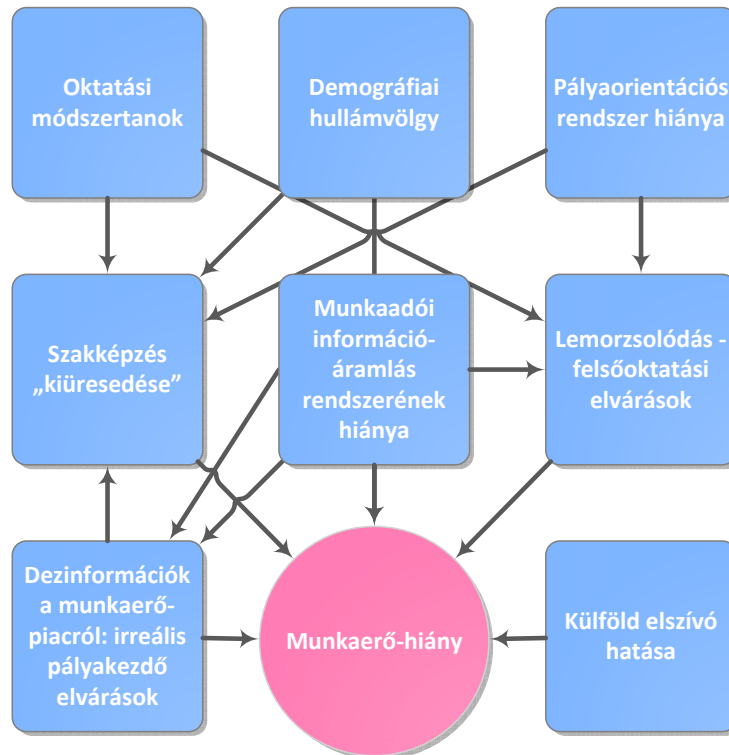 Oktatási
módszertanok
Demográfiai
hullámvölgy
Pályaorientációs
rendszer hiánya
Szakképzés
„kiüresedése”
Munkaadói
információ-
áramlás
rendszerének
hiánya
Lemorzsolódás -
felsőoktatási
elvárások
Dezinformációk
a munkaerő-
piacról: irreális
pályakezdő
elvárások
Munkaerő-hiány
Külföld elszívó
hatása